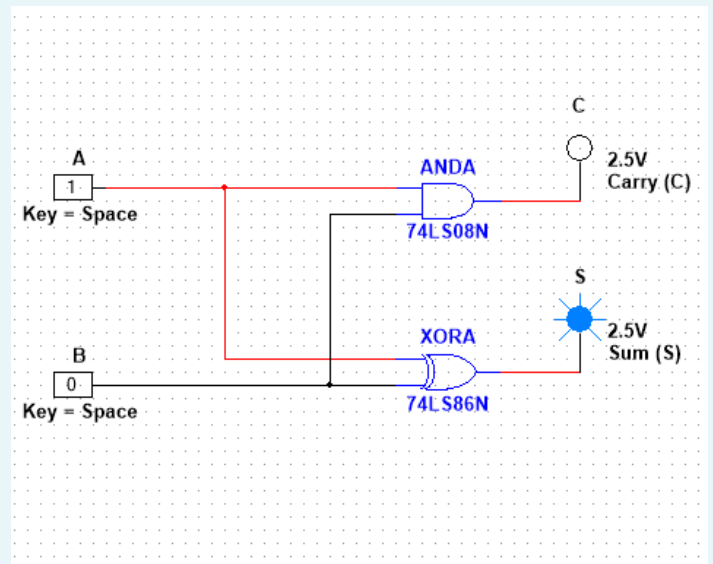 C
A
1
Key = Space
ANDA
74LS08N
2.5V
Carry (C)
S
B
0
Key = Space
XORA
74LS86N
2.5V
Sum (S)